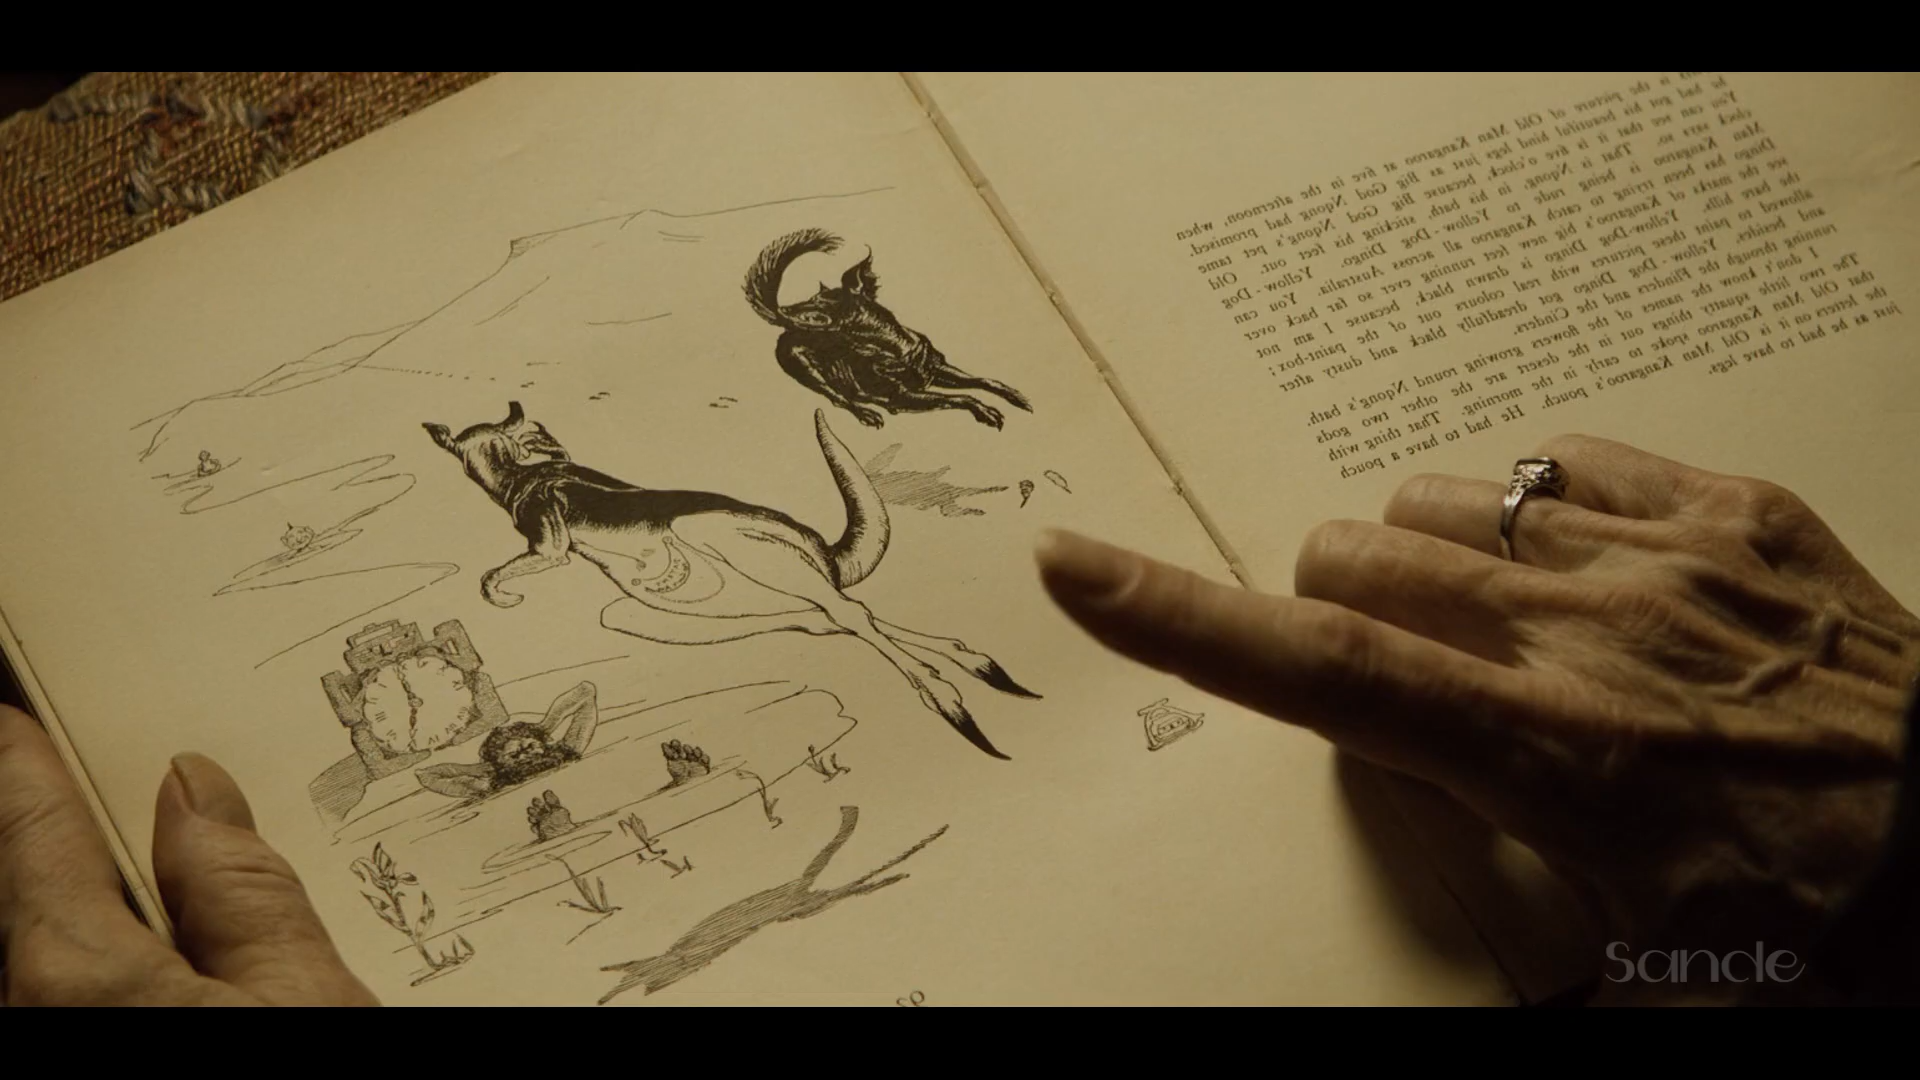 is the picture of Old Man Kangaroo at five in the afternoon, when
he had got his beautiful hind legs just as Big God Nqong had promised.
You can see that it is five o'clock, because Big God Nqong's pet tame
clock says so. That is Nqong, in his bath, sticking his feet out. Old
Man Kangaroo is being rude to Yellow-Dog Dingo. Yellow-Dog
Dingo has been trying to catch Kangaroo all across Australia. You can
see the marks of Kangaroo's big new feet running ever so far back over
the bare hills. Yellow-Dog Dingo is drawn black, because I am not
allowed to paint these pictures with real colours out of the paint-box;
and besides, Yellow-Dog Dingo got dreadfully black and dusty after
running through the Flinders and the Cinders.
I don't know the names of the flowers growing round Nqong's bath.
The two little squatty things out in the desert are the other two gods
that Old Man Kangaroo spoke to early in the morning. That thing with
the letters on it is Old Man Kangaroo's pouch. He had to have a pouch
just as he had to have legs.
Sande